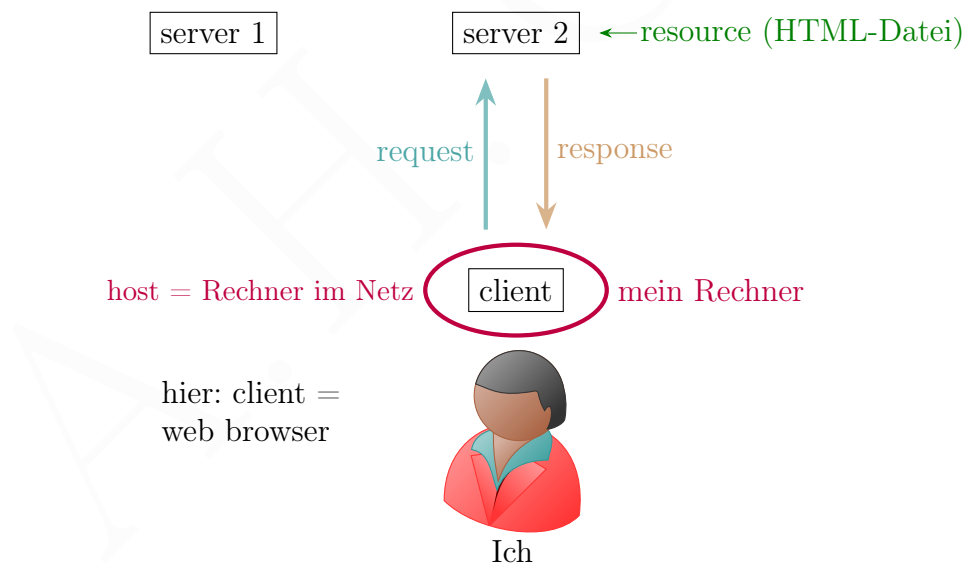 server 1
server 2
resource (HTML-Datei)
request
response
host = Rechner im Netz
client
mein Rechner
hier: client =
web browser
Ich